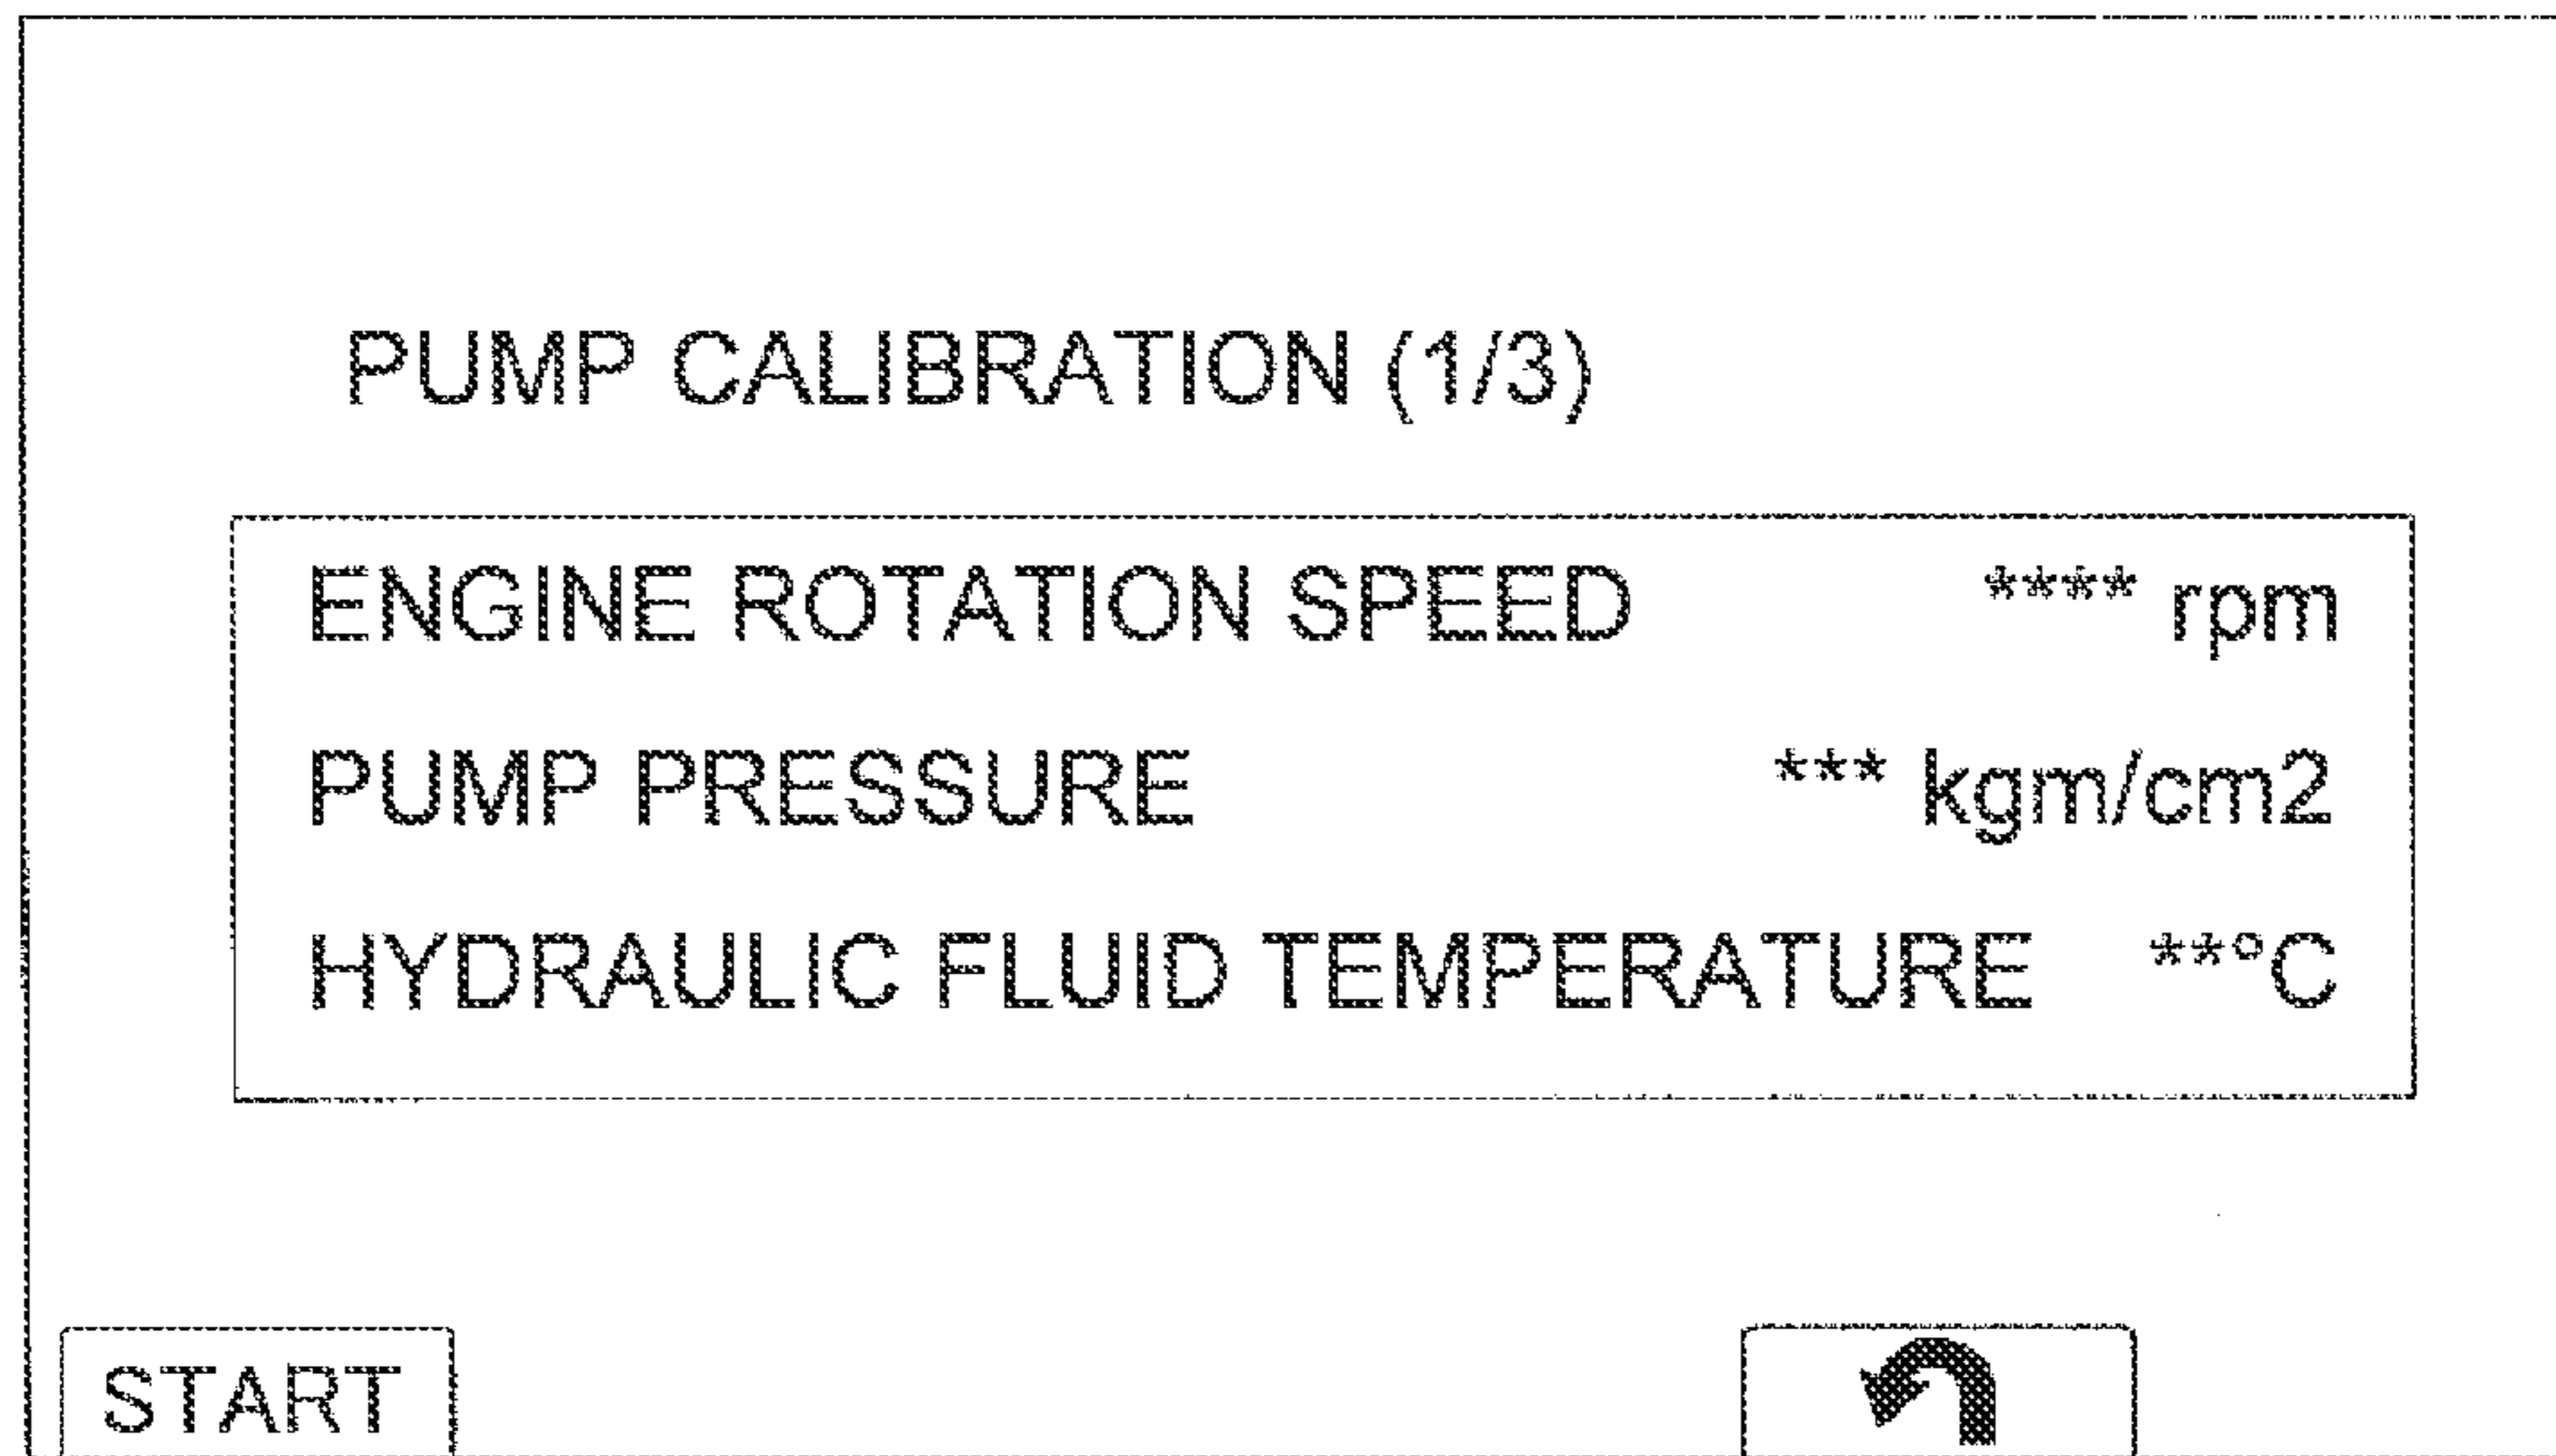 PUMP CALIBRATION (1/3)
ENGINE ROTATION SPEED **** rpm
PUMP PRESSURE *** kgm/cm2
HYDRAULIC FLUID TEMPERATURE **°C
START